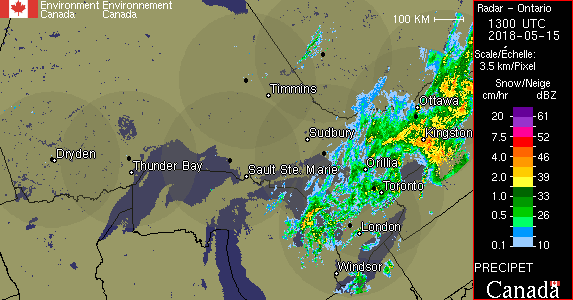 Environment Environnement
Canada Canada
100 KM
Timmins
Ottawa
Sudbury
Kingston
Dryden
Thunder Bay
Sault Ste. Marie
Orillia
Toronto
London
Windsor
Radar - Ontario
1300 UTC
2018-05-15
Scale/Échelle:
3.5 km/Pixel
Snow/Neige
cm/hr dBZ
20 61
7.5 52
4.0 46
2.0 39
1.0 33
0.5 26
0.1 10
PRECIPET
Canada